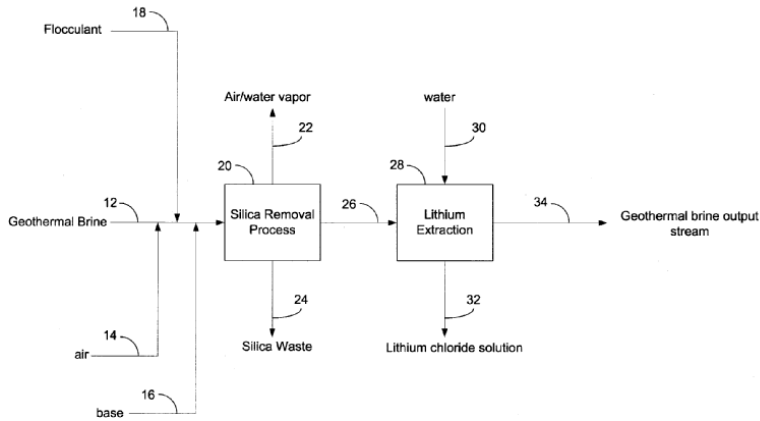 18
Flocculant
Air/water vapor
water
22
30
20
28
12
26
34
Geothermal Brine
Silica Removal
Process
Lithium
Extraction
Geothermal brine output
stream
24
32
14
Silica Waste
Lithium chloride solution
air
16
base